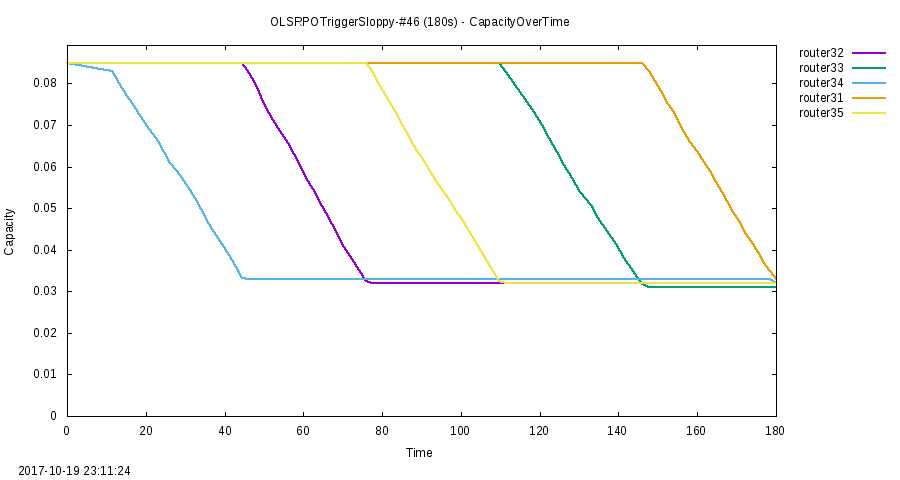 OLSRPOTriggerSloppy-#46 (180s) - CapacityOverTime
router32
router33
router34
router31
router35
0.08
0.07
0.06
0.05
0.04
0.03
0.02
0.01
0
Capacity
0 20 40 60 80 100 120 140 160 180
Time
2017-10-19 23:11:24